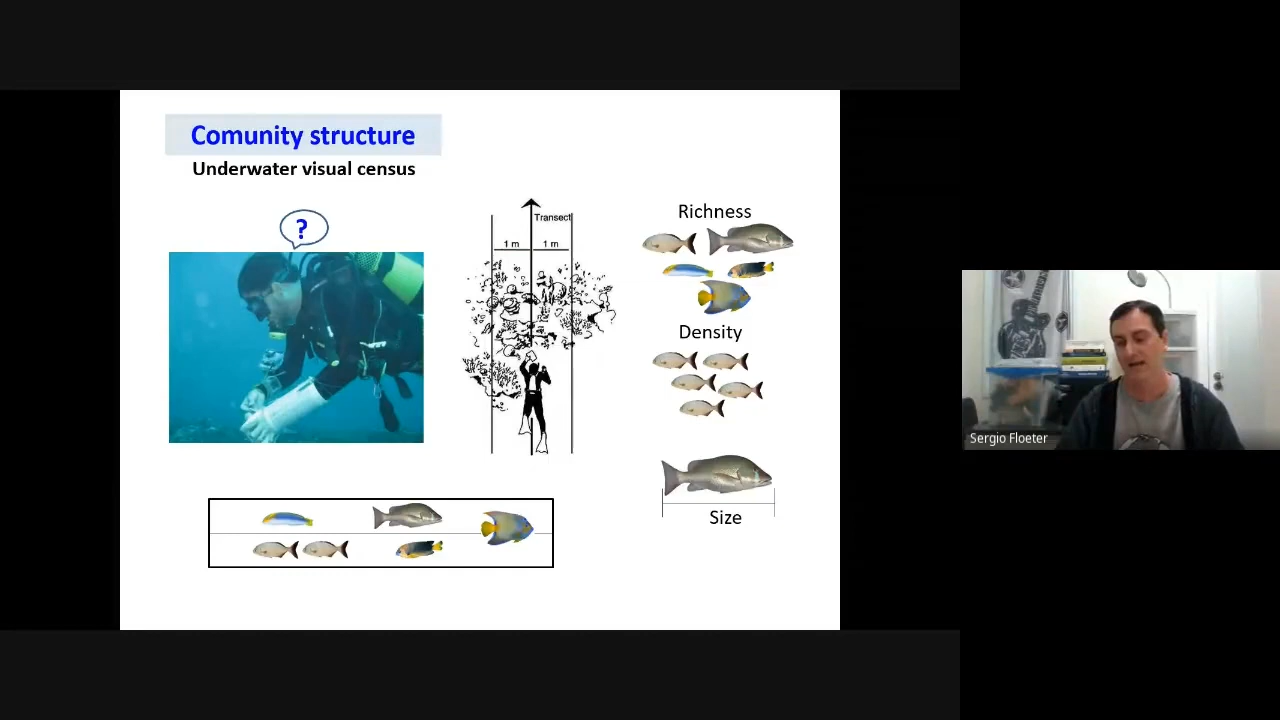 Comunity structure
Underwater visual census
?
Transect
1 m
1 m
Richness
Density
Size
Sergio Floeter